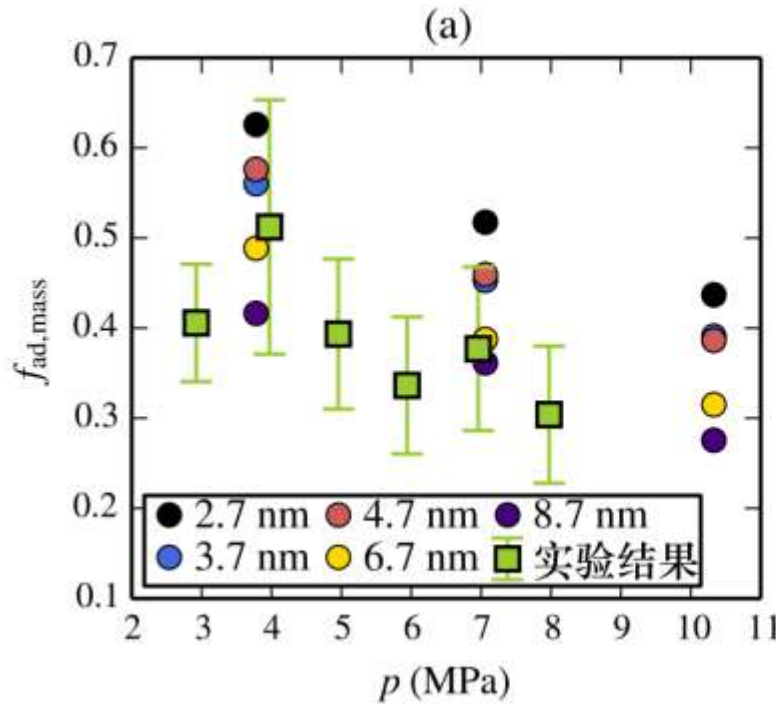 (a)
0.7
0.6
0.5
0.4
0.3
0.2
0.1
f ad,mass
2.7 nm 4.7 nm 8.7 nm
3.7 nm 6.7 nm 实验结果
2 3 4 5 6 7 8 9 10 11
p (MPa)